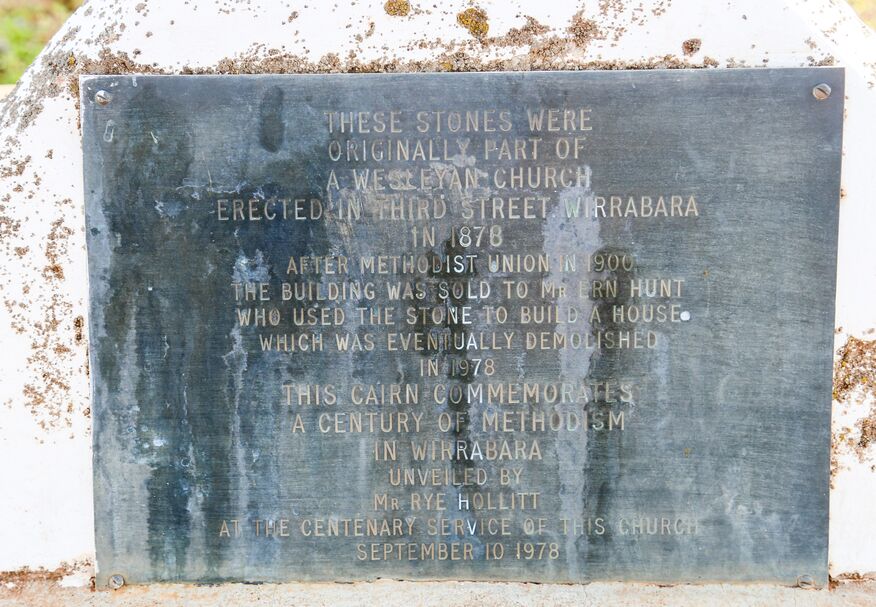 THESE STONES WERE
ORIGINALLY PART OF
A WESLEYAN CHURCH
ERECTED IN THIRD STREET WIRRABARA
IN 1878
AFTER METHODIST UNION IN 1900
THE BUILDING WAS SOLD TO MR ERN HUNT
WHO USED THE STONE TO BUILD A HOUSE
WHICH WAS EVENTUALLY DEMOLISHED
IN 1978
THIS CAIRN COMMEMORATES
A CENTURY OF METHODISM
IN WIRRABARA
UNVEILED BY
MR. RYE HOLLITT
AT THE CENTENARY SERVICE OF THIS CHURCH
SEPTEMBER 10 1978